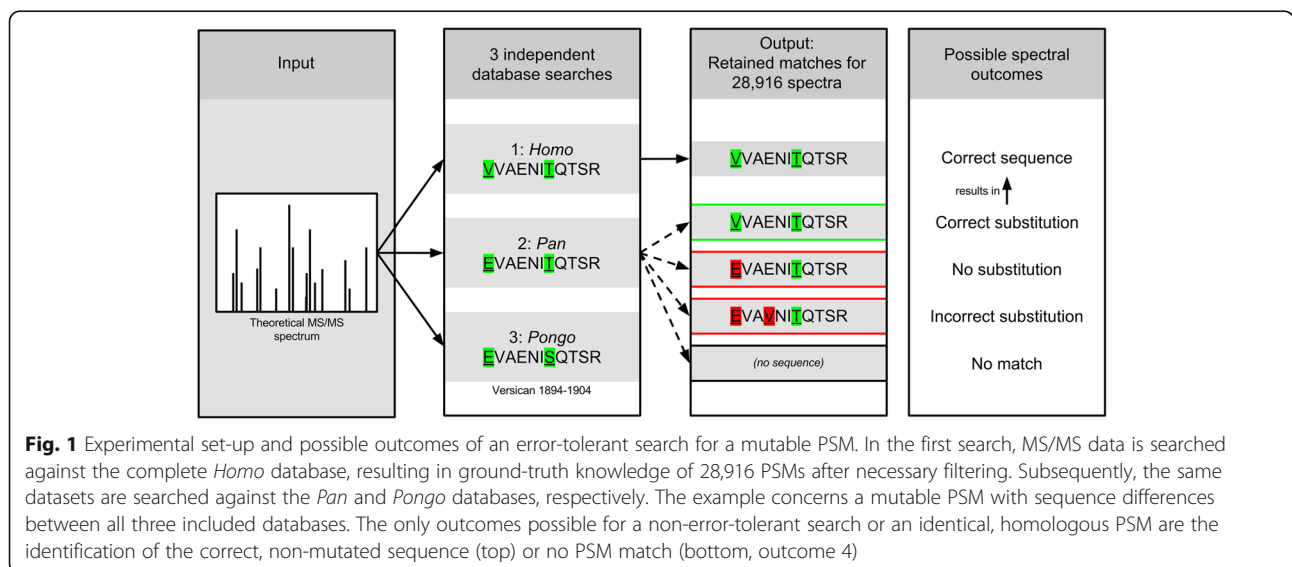 Input
Theoretical MS/MS
spectrum
3 independent
database searches
1: Homo
VVAENITQTSR
2: Pan
EVAENITQTSR
3: Pongo
EVAENISQTSR
Versican 1894-1904
Output:
Retained matches for
28,916 spectra
VVAENITQTSR
VVAENITQTSR
EVAENITQTSR
EVAVNITQTSR
(no sequence)
Possible spectral
outcomes
Correct sequence
results in
Correct substitution
No substitution
Incorrect substitution
No match
Fig. 1 Experimental set-up and possible outcomes of an error-tolerant search for a mutable PSM. In the first search, MS/MS data is searched
against the complete Homo database, resulting in ground-truth knowledge of 28,916 PSMs after necessary filtering. Subsequently, the same
datasets are searched against the Pan and Pongo databases, respectively. The example concerns a mutable PSM with sequence differences
between all three included databases. The only outcomes possible for a non-error-tolerant search or an identical, homologous PSM are the
identification of the correct, non-mutated sequence (top) or no PSM match (bottom, outcome 4)